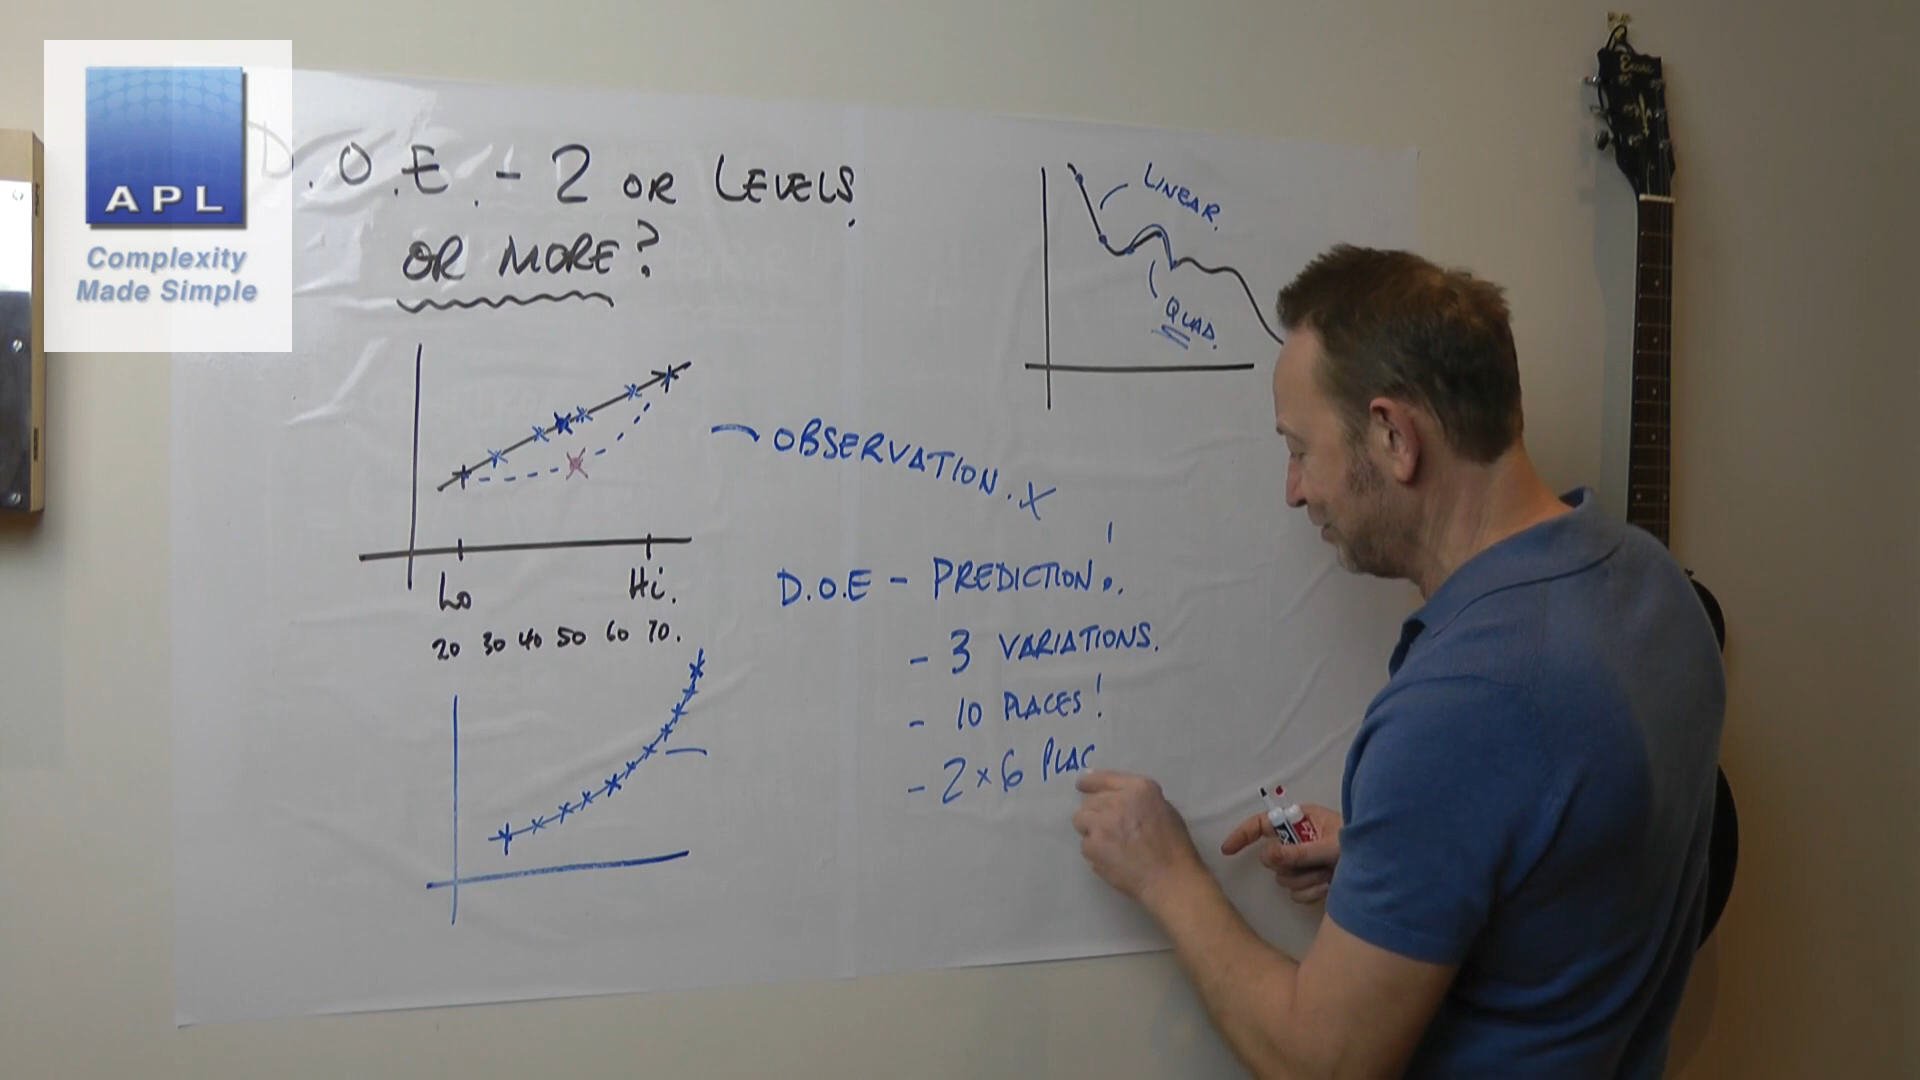 APL
Complexity
Made Simple
D.O.E. - 2 OR LEVELS.
OR MORE?
LINEAR.
QUAD.
OBSERVATION. X
Lo Hi.
20 30 40 50 60 70.
D.O.E - PREDICTION!
- 3 VARIATIONS.
- 10 PLACES!
- 2 x 6 PLAC